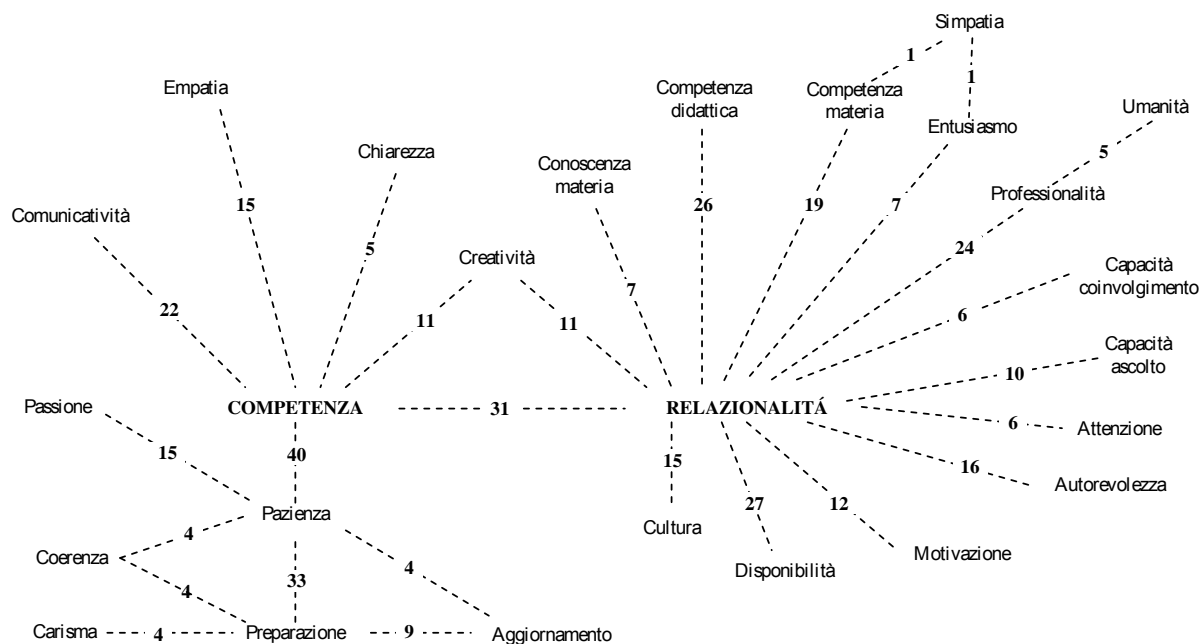 Simpatia
1
Empatia
Competenza
didattica
Competenza
materia
1
Umanità
Entusiasmo
Chiarezza
5
Conoscenza
materia
Professionalità
15
26
19
7
Comunicatività
5
24
Creatività
Capacità
coinvolgimento
7
22
11
11
6
Capacità
ascolto
10
Passione
COMPETENZA
31
RELAZIONALITÁ
6
Attenzione
15
40
15
16
Autorevolezza
27
12
Pazienza
Cultura
4
Motivazione
Coerenza
4
Disponibilità
33
4
Carisma
4
Preparazione
9
Aggiornamento